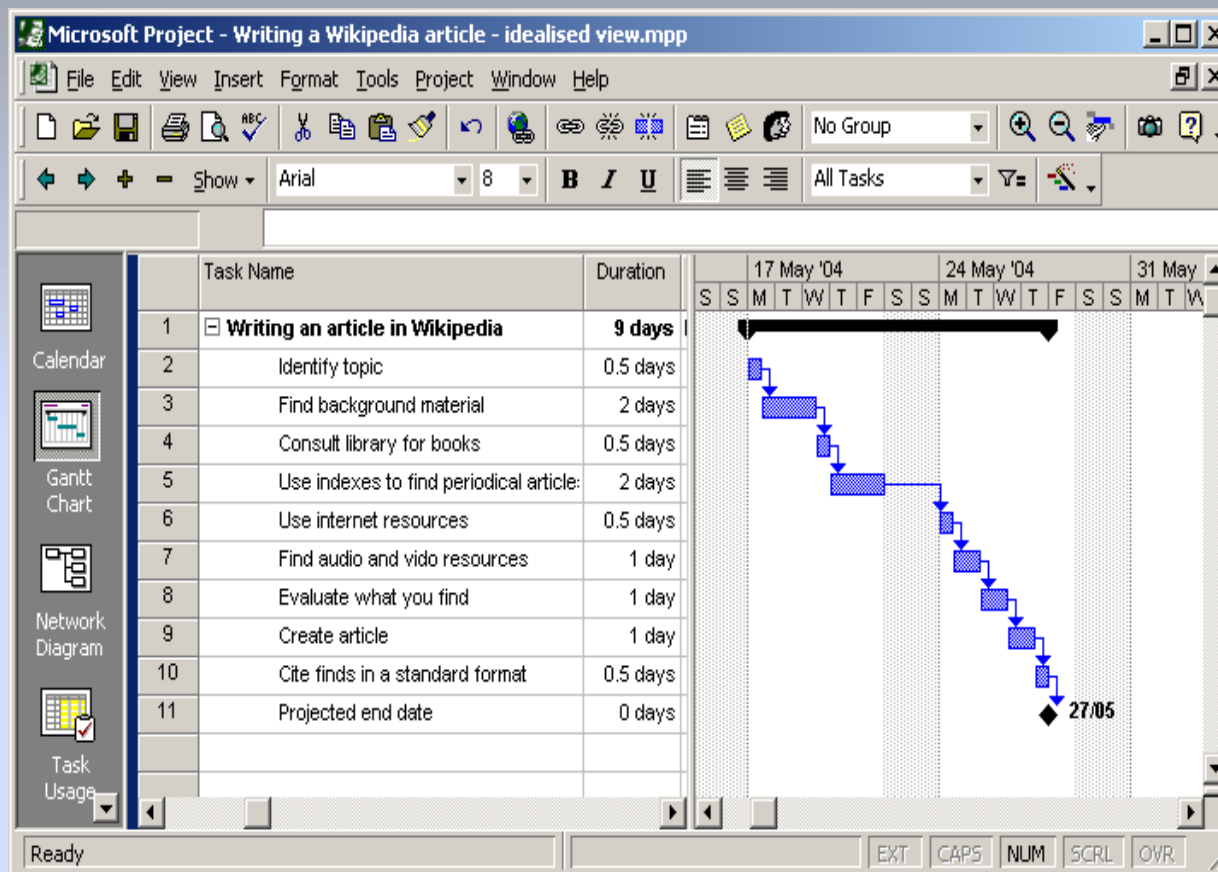 Microsoft Project - Writing a Wikipedia article - idealised view.mpp
File Edit View Insert Format Tools Project Window Help
ABC No Group
Show Arial 8 B I U All Tasks
Task Name Duration 17 May '04 24 May '04 31 May
S S M T W T F S S M T W T F S S M T W
1 Writing an article in Wikipedia 9 days
Calendar
2 Identify topic 0.5 days
3 Find background material 2 days
4 Consult library for books 0.5 days
Gantt
Chart
5 Use indexes to find periodical article 2 days
6 Use internet resources 0.5 days
7 Find audio and vido resources 1 day
8 Evaluate what you find 1 day
Network
Diagram
9 Create article 1 day
10 Cite finds in a standard format 0.5 days
11 Projected end date 0 days 27/05
Task
Usage
Ready EXT CAPS NUM SCRL OVR